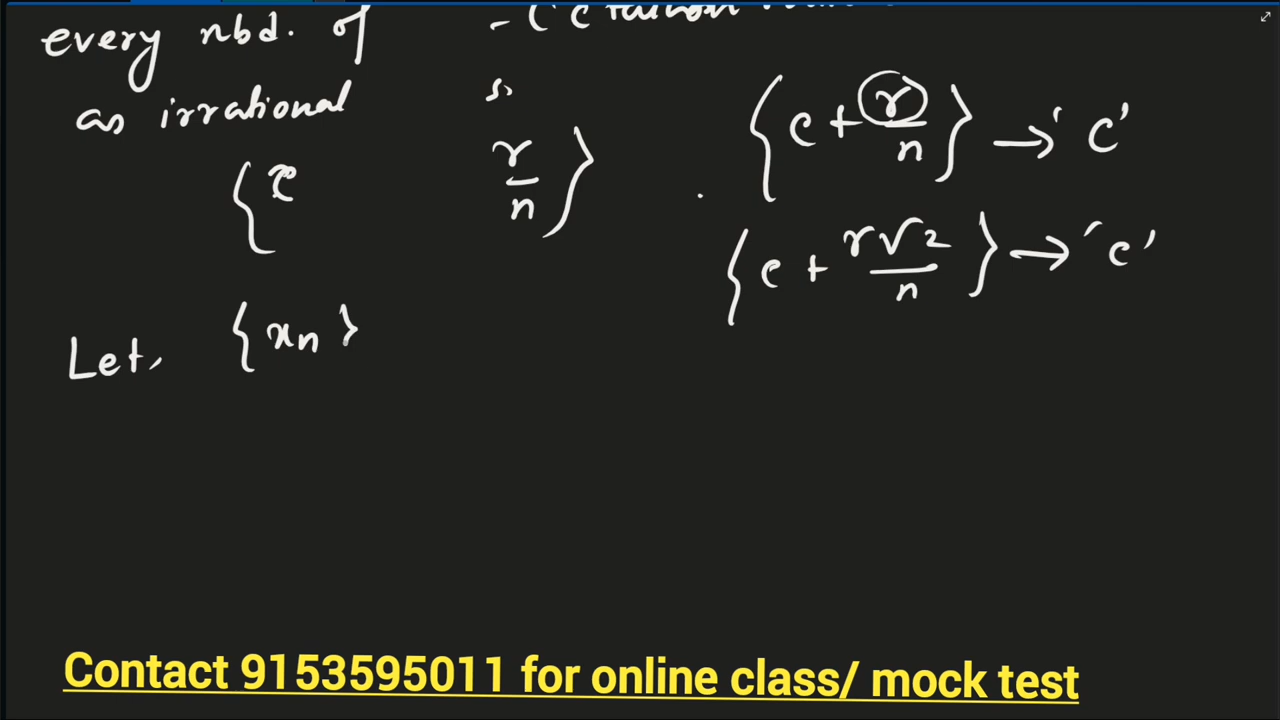 every nbd. of
as irrational
{c + r/n} → 'c'
r/n}
{c + r√2/n} → 'c'
Let, {xn}
Contact 9153595011 for online class/ mock test